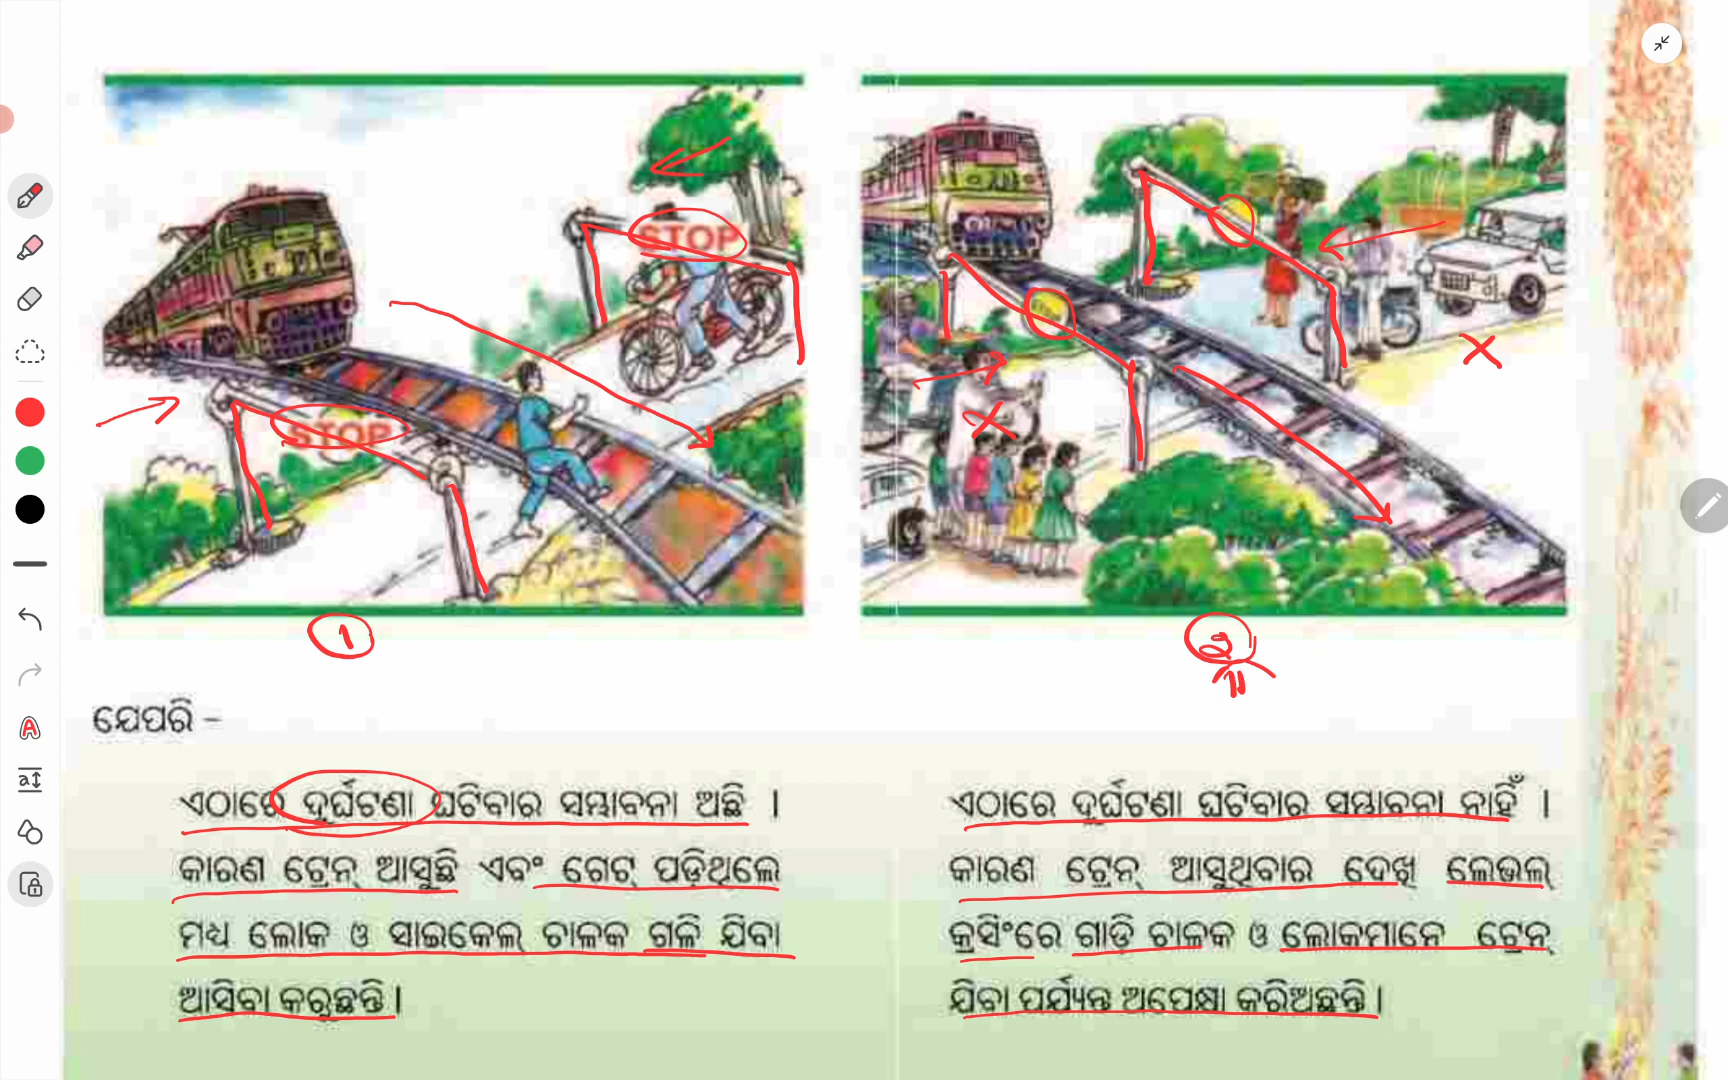 STOP
STOP
1
2
ଯେପରି –
ଏଠାରେ ଦୁର୍ଘଟଣା ଘଟିବାର ସମ୍ଭାବନା ଅଛି ।
କାରଣ ଟ୍ରେନ୍ ଆସୁଛି ଏବଂ ଗେଟ୍ ପଡ଼ିଥିଲେ
ମଧ୍ୟ ଲୋକ ଓ ସାଇକେଲ୍ ଚାଳକ ଗଳି ଯିବା
ଆସିବା କରୁଛନ୍ତି ।
ଏଠାରେ ଦୁର୍ଘଟଣା ଘଟିବାର ସମ୍ଭାବନା ନାହିଁ ।
କାରଣ ଟ୍ରେନ୍ ଆସୁଥିବାର ଦେଖି ଲେଭଲ୍
କ୍ରସିଂରେ ଗାଡ଼ି ଚାଳକ ଓ ଲୋକମାନେ ଟ୍ରେନ୍
ଯିବା ପର୍ଯ୍ୟନ୍ତ ଅପେକ୍ଷା କରିଅଛନ୍ତି ।